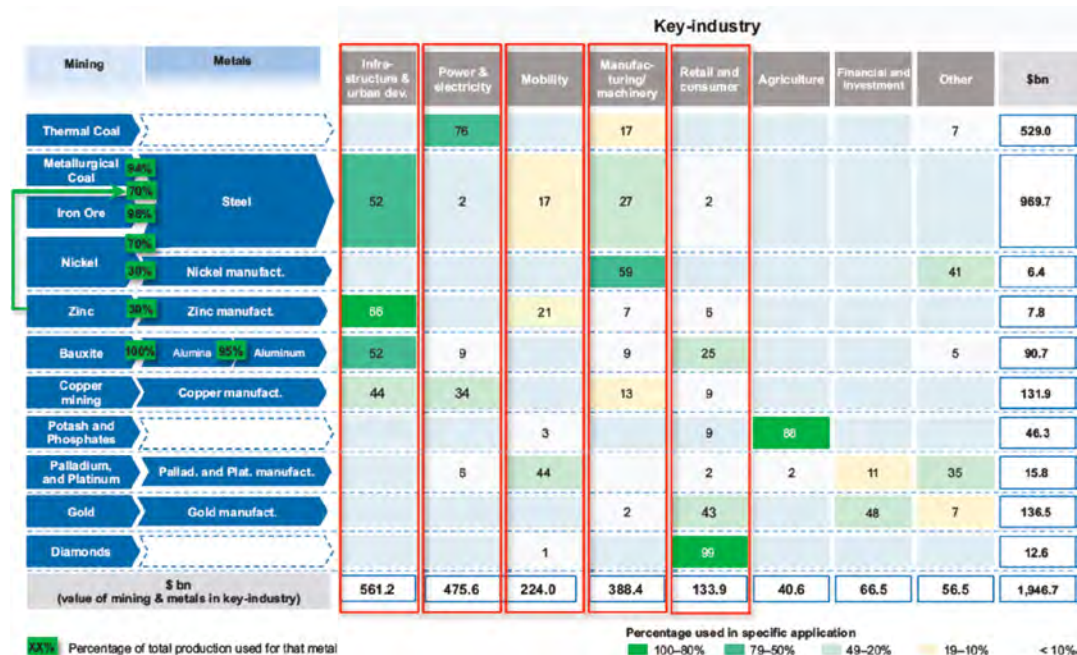 Key-industry
Mining Metals Infra-structure & urban dev. Power & electricity Mobility Manufac-turing/machinery Retail and consumer Agriculture Financial and Investment Other $bn
Thermal Coal 76 17 7 529.0
Metallurgical Coal 94%
70%
Iron Ore 98% Steel 52 2 17 27 2 969.7
70%
Nickel 30% Nickel manufact. 59 41 6.4
Zinc 30% Zinc manufact. 66 21 7 6 7.8
Bauxite 100% Alumina 95% Aluminum 52 9 9 25 5 90.7
Copper mining Copper manufact. 44 34 13 9 131.9
Potash and Phosphates 3 9 88 46.3
Palladium, and Platinum Pallad. and Plat. manufact. 6 44 2 2 11 35 15.8
Gold Gold manufact. 2 43 48 7 136.5
Diamonds 1 99 12.6
$ bn
(value of mining & metals in key-industry) 561.2 475.6 224.0 388.4 133.9 40.6 66.5 56.5 1,946.7
XX% Percentage of total production used for that metal
Percentage used in specific application
100–80% 79–50% 49–20% 19–10% < 10%